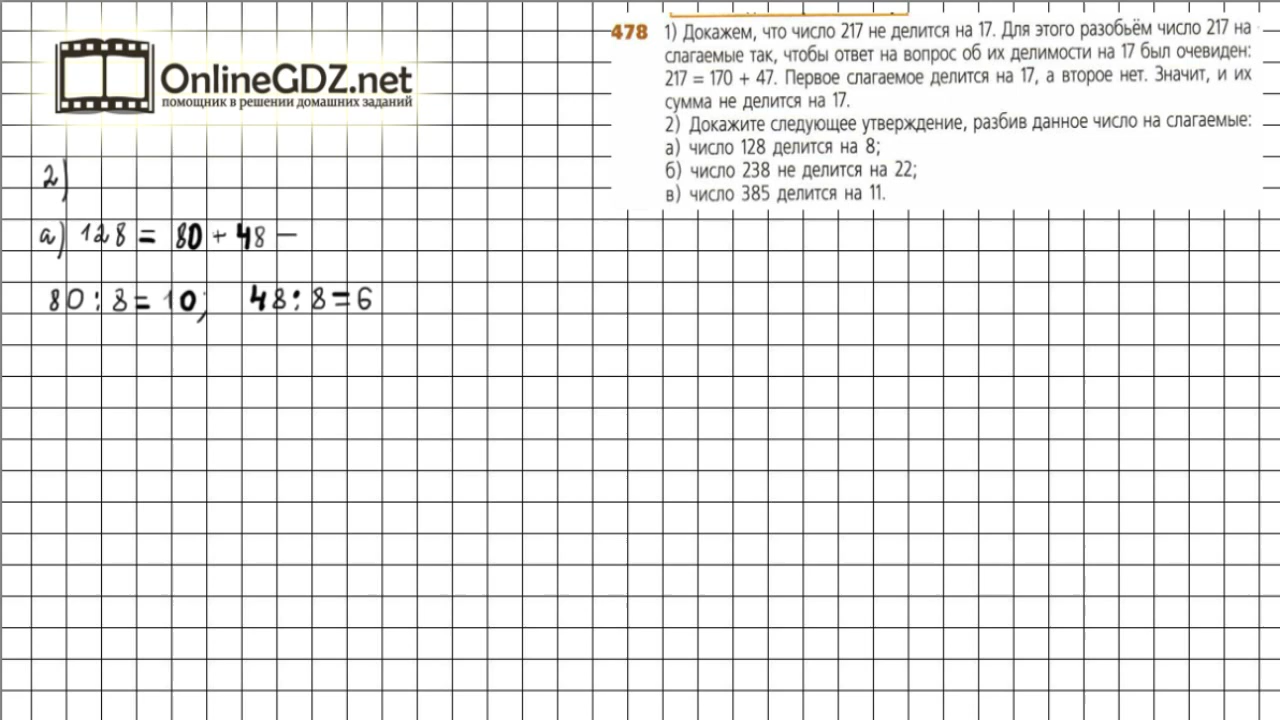 OnlineGDZ.net
помощник в решении домашних заданий
478 1) Докажем, что число 217 не делится на 17. Для этого разобьём число 217 на
слагаемые так, чтобы ответ на вопрос об их делимости на 17 был очевиден:
217 = 170 + 47. Первое слагаемое делится на 17, а второе нет. Значит, и их
сумма не делится на 17.
2) Докажите следующее утверждение, разбив данное число на слагаемые:
а) число 128 делится на 8;
б) число 238 не делится на 22;
в) число 385 делится на 11.
2)
а) 128 = 80 + 48 —
80 : 8 = 10; 48 : 8 = 6